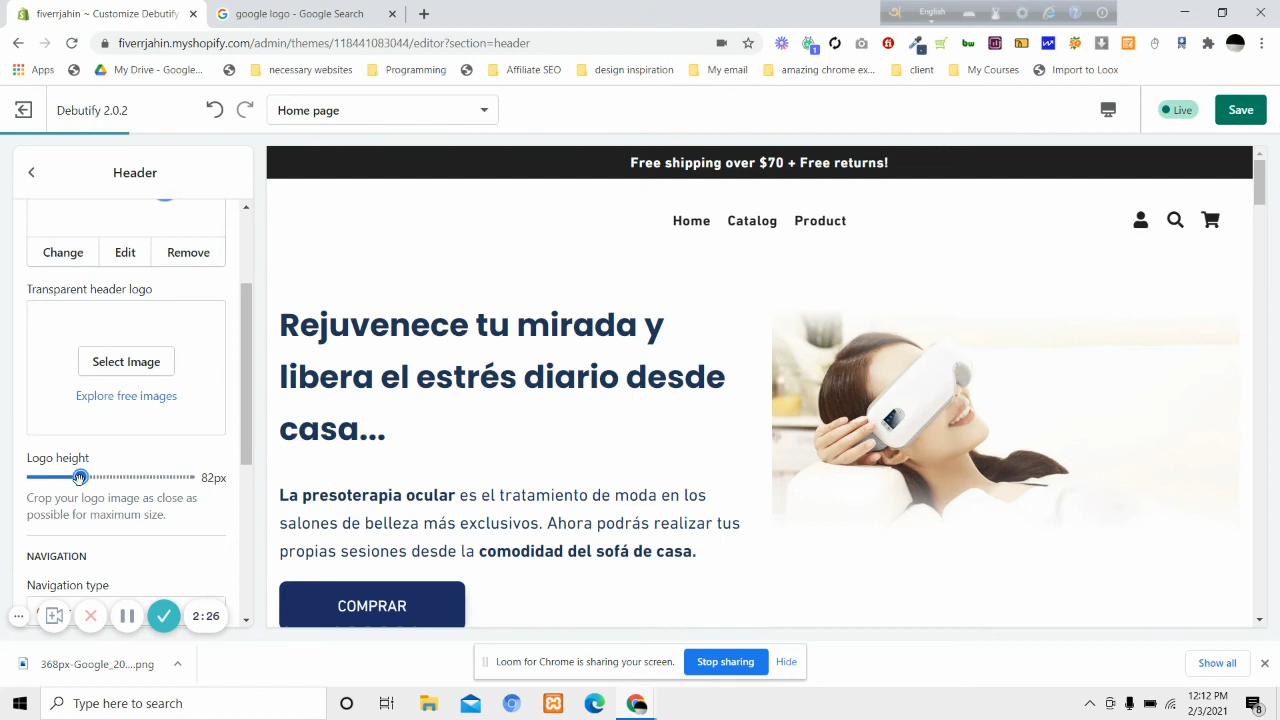 fiverrjahin ~ Customize Debutify
google logo - Google Search
English
fiverrjahin.myshopify.com/admin/themes/118141083044/editor?section=header
Apps
My Drive - Google...
necessary websites
Programming
Affiliate SEO
design inspiration
My email
amazing chrome ex...
client
My Courses
Import to Loox
Debutify 2.0.2
Home page
Live
Save
Header
Change
Edit
Remove
Transparent header logo
Select Image
Explore free images
Logo height
82px
Crop your logo image as close as
possible for maximum size.
NAVIGATION
Navigation type
2:26
Free shipping over $70 + Free returns!
Home
Catalog
Product
Rejuvenece tu mirada y
libera el estrés diario desde
casa...
La presoterapia ocular es el tratamiento de moda en los
salones de belleza más exclusivos. Ahora podrás realizar tus
propias sesiones desde la comodidad del sofá de casa.
COMPRAR
368px-Google_20....png
Loom for Chrome is sharing your screen.
Stop sharing
Hide
Show all
Type here to search
12:12 PM
2/3/2021
8